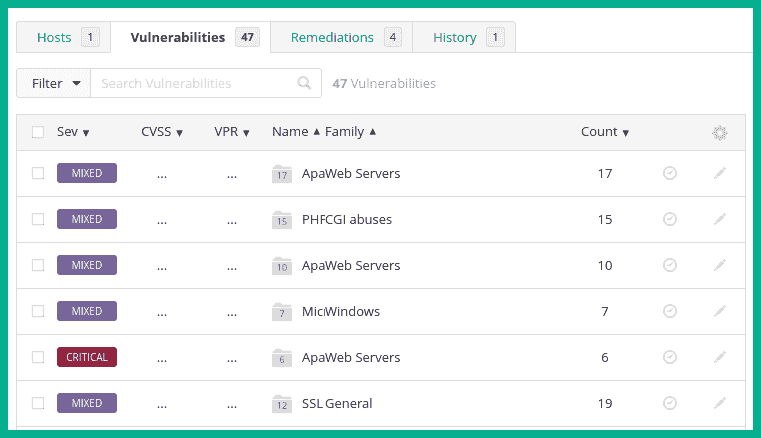 Hosts 1 Vulnerabilities 47 Remediations 4 History 1
Filter Search Vulnerabilities 47 Vulnerabilities
Sev CVSS VPR Name Family Count
MIXED ... ... 17 ApaWeb Servers 17
MIXED ... ... 15 PHFCGI abuses 15
MIXED ... ... 10 ApaWeb Servers 10
MIXED ... ... 7 MicWindows 7
CRITICAL ... ... 6 ApaWeb Servers 6
MIXED ... ... 12 SSL General 19